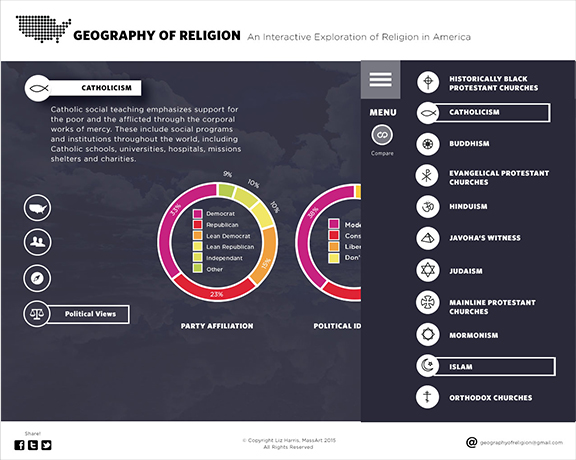 GEOGRAPHY OF RELIGION An Interactive Exploration of Religion in America
CATHOLICISM
Catholic social teaching emphasizes support for
the poor and the afflicted through the corporal
works of mercy. These include social programs
and institutions throughout the world, including
Catholic schools, universities, hospitals, missions
shelters and charities.
Political Views
9%
10%
10%
33%
23%
Democrat
Republican
Lean Democrat
Lean Republican
Independant
Other
PARTY AFFILIATION
38%
Mode
Cons
Liber
Don'
POLITICAL ID
MENU
Compare
HISTORICALLY BLACK
PROTESTANT CHURCHES
CATHOLICISM
BUDDHISM
EVANGELICAL PROTESTANT
CHURCHES
HINDUISM
JAVOHA'S WITNESS
JUDAISM
MAINLINE PROTESTANT
CHURCHES
MORMONISM
ISLAM
ORTHODOX CHURCHES
Share!
© Copyright Liz Harris, MassArt 2015
All Rights Reserved.
@ geographyofreligion@gmail.com